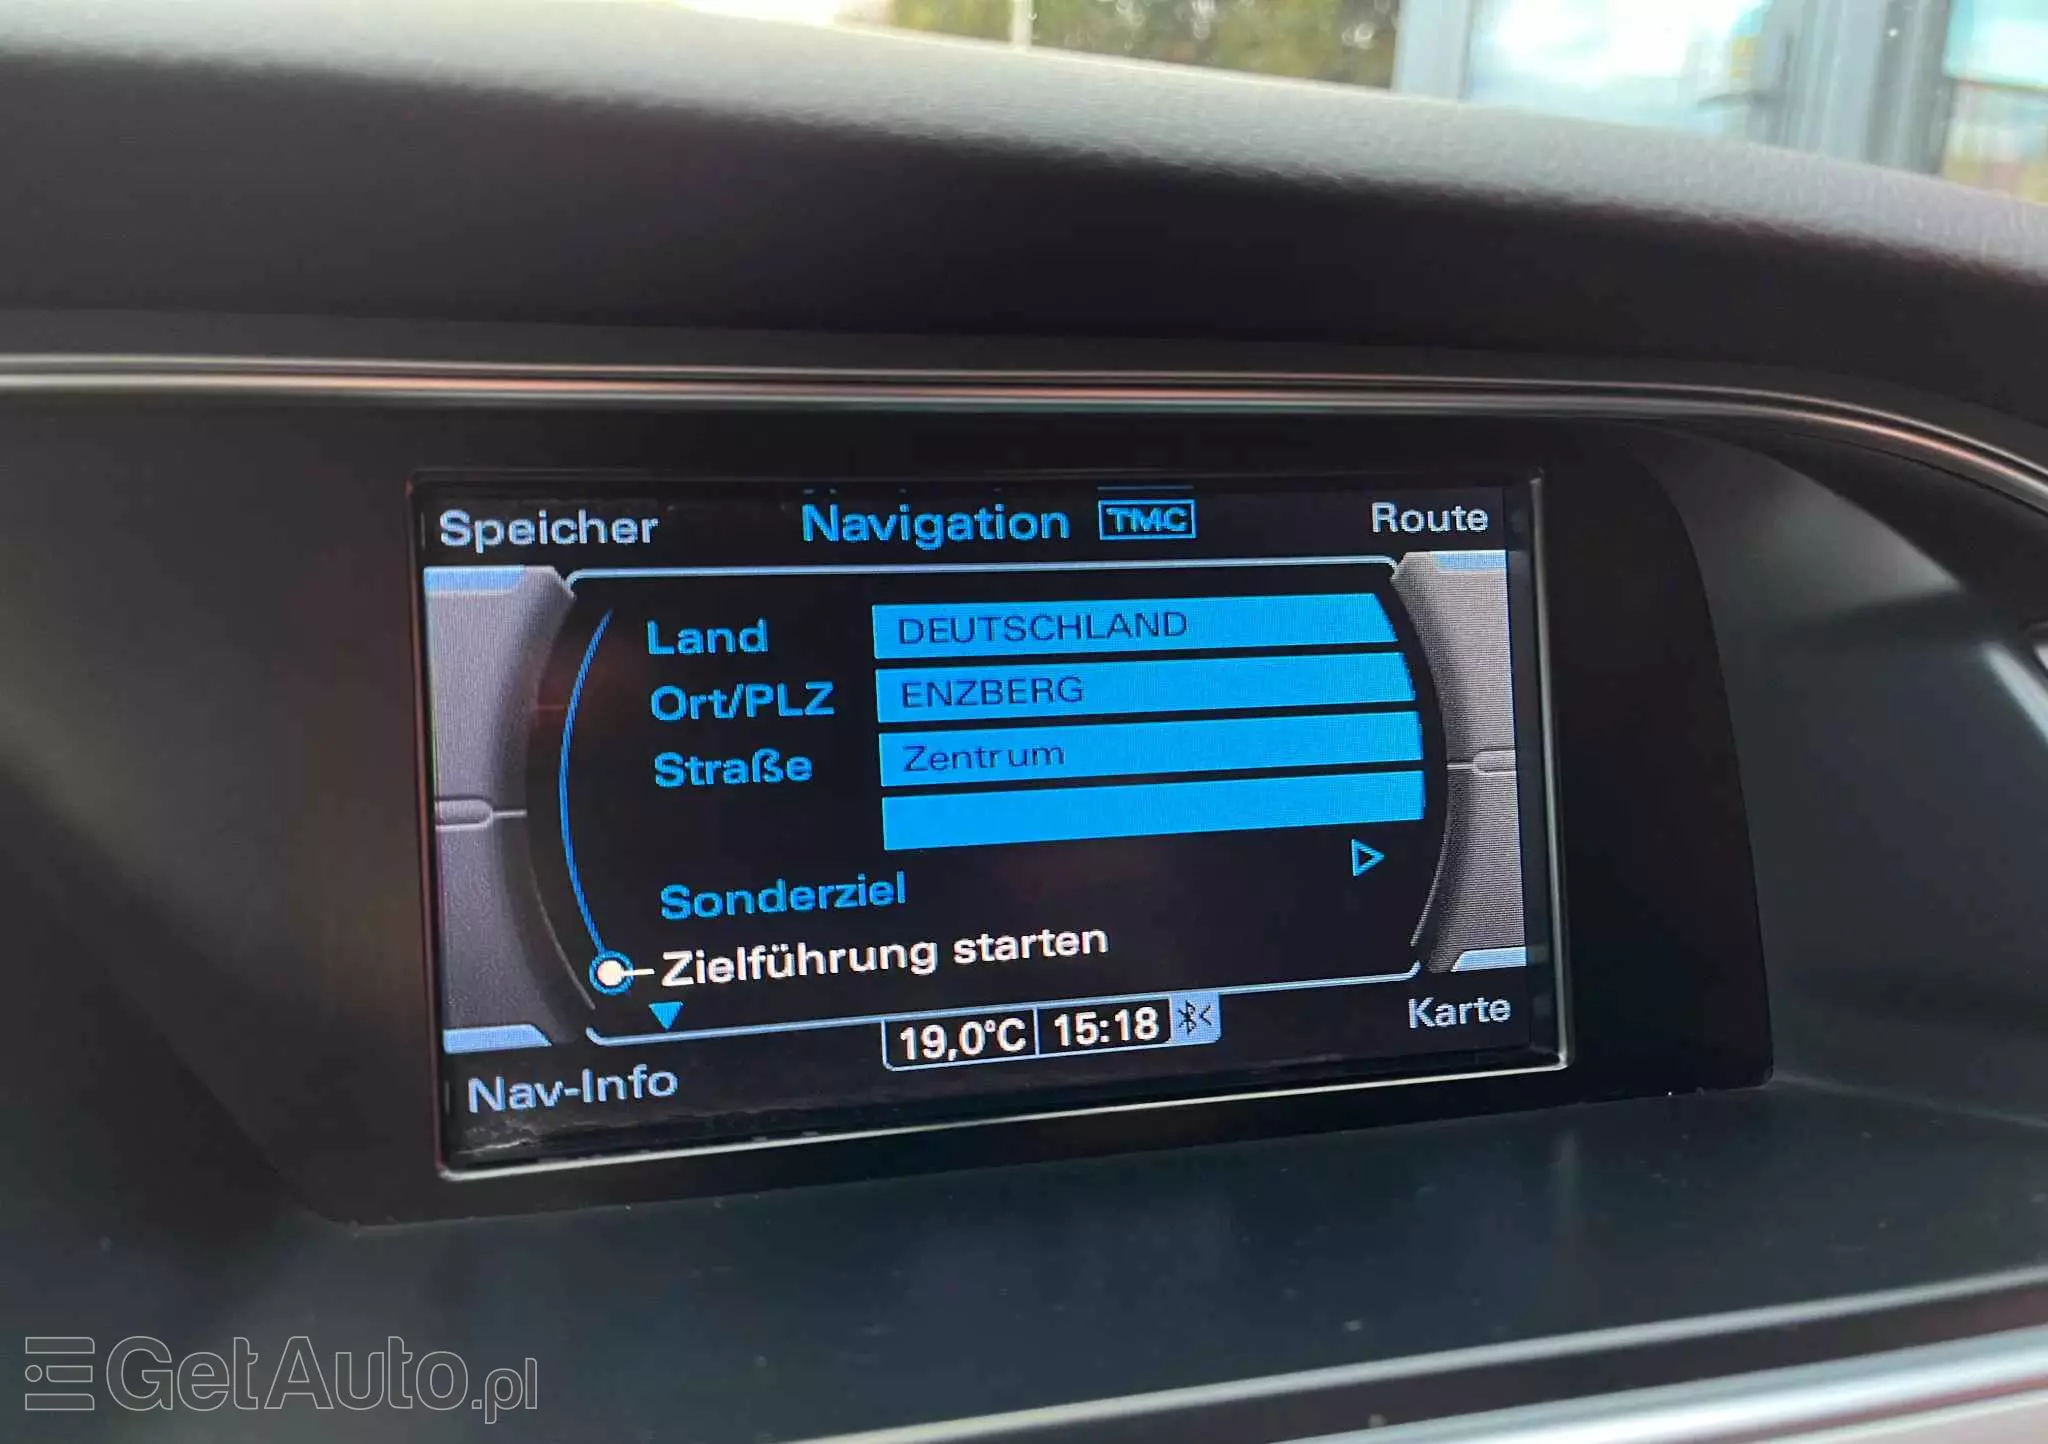 Speicher Navigation TMC Route
Land DEUTSCHLAND
Ort/PLZ ENZBERG
Straße Zentrum
Sonderziel
Zielführung starten
19,0°C 15:18
Nav-Info Karte
GetAuto.pl